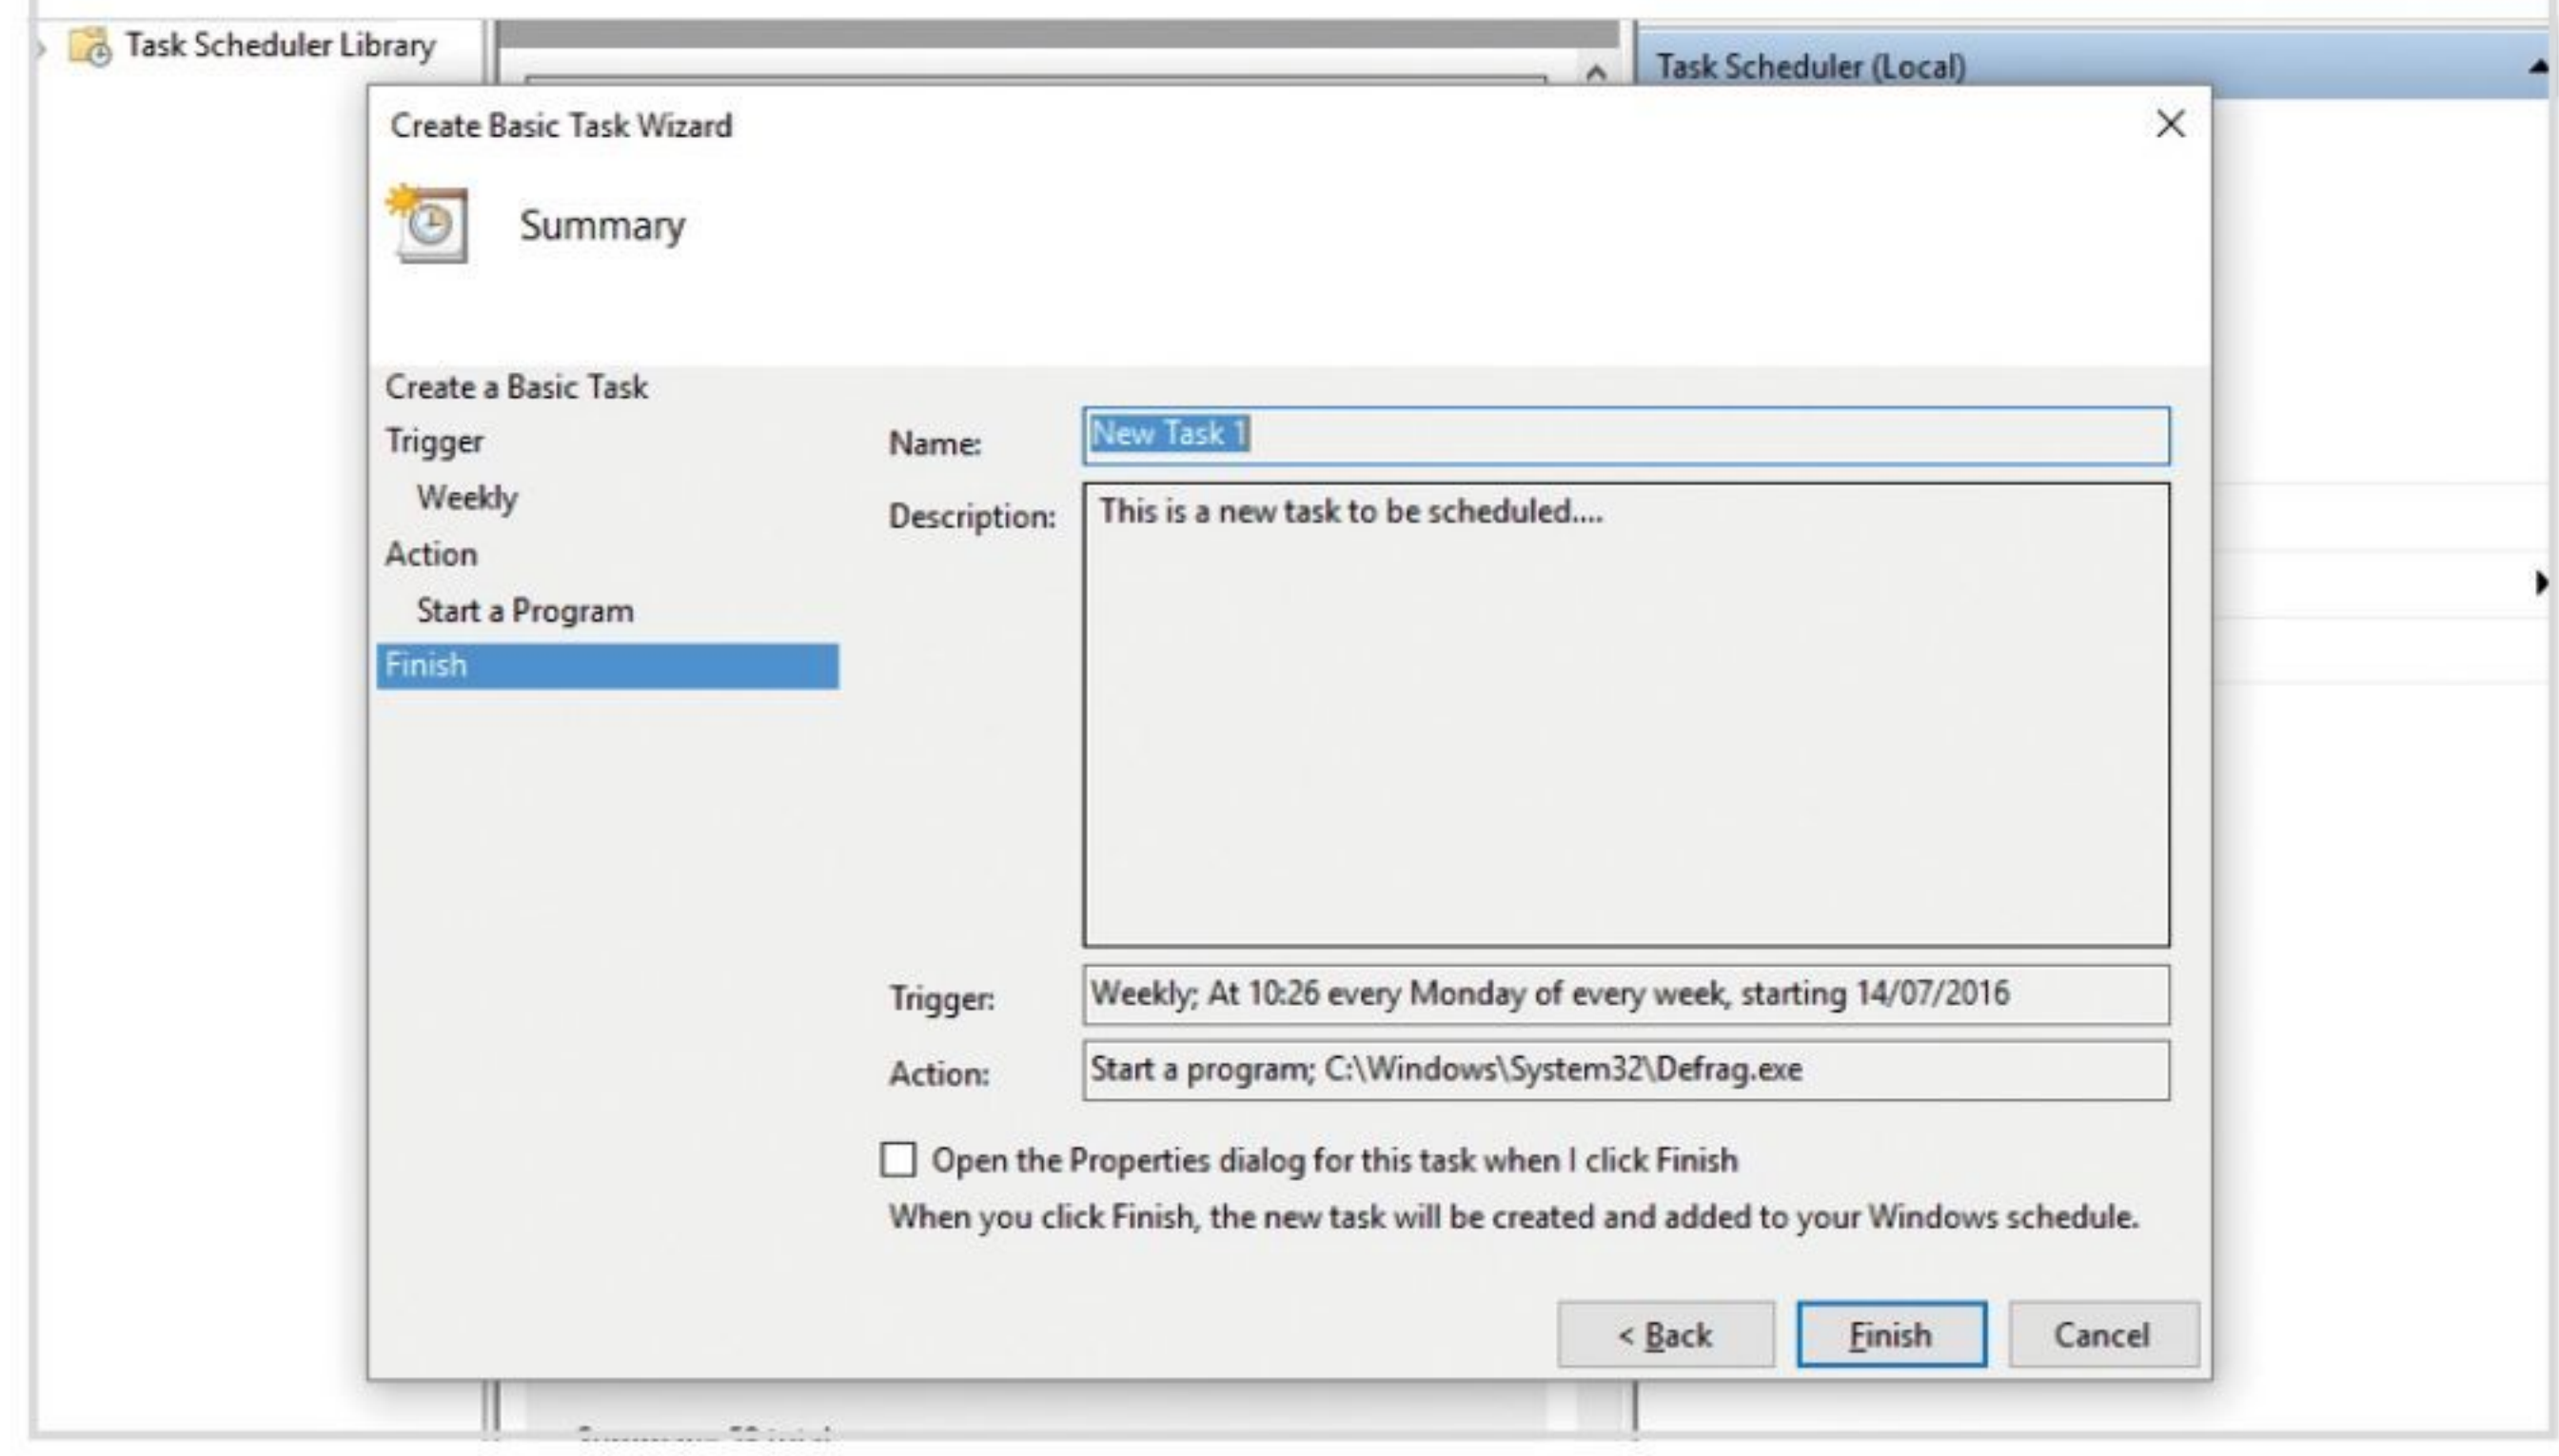 Task Scheduler Library
Task Scheduler (Local)
Create Basic Task Wizard
Summary
Create a Basic Task
Trigger
Weekly
Action
Start a Program
Finish
Name: New Task 1
Description: This is a new task to be scheduled....
Trigger: Weekly; At 10:26 every Monday of every week, starting 14/07/2016
Action: Start a program; C:\Windows\System32\Defrag.exe
Open the Properties dialog for this task when I click Finish
When you click Finish, the new task will be created and added to your Windows schedule.
< Back Finish Cancel